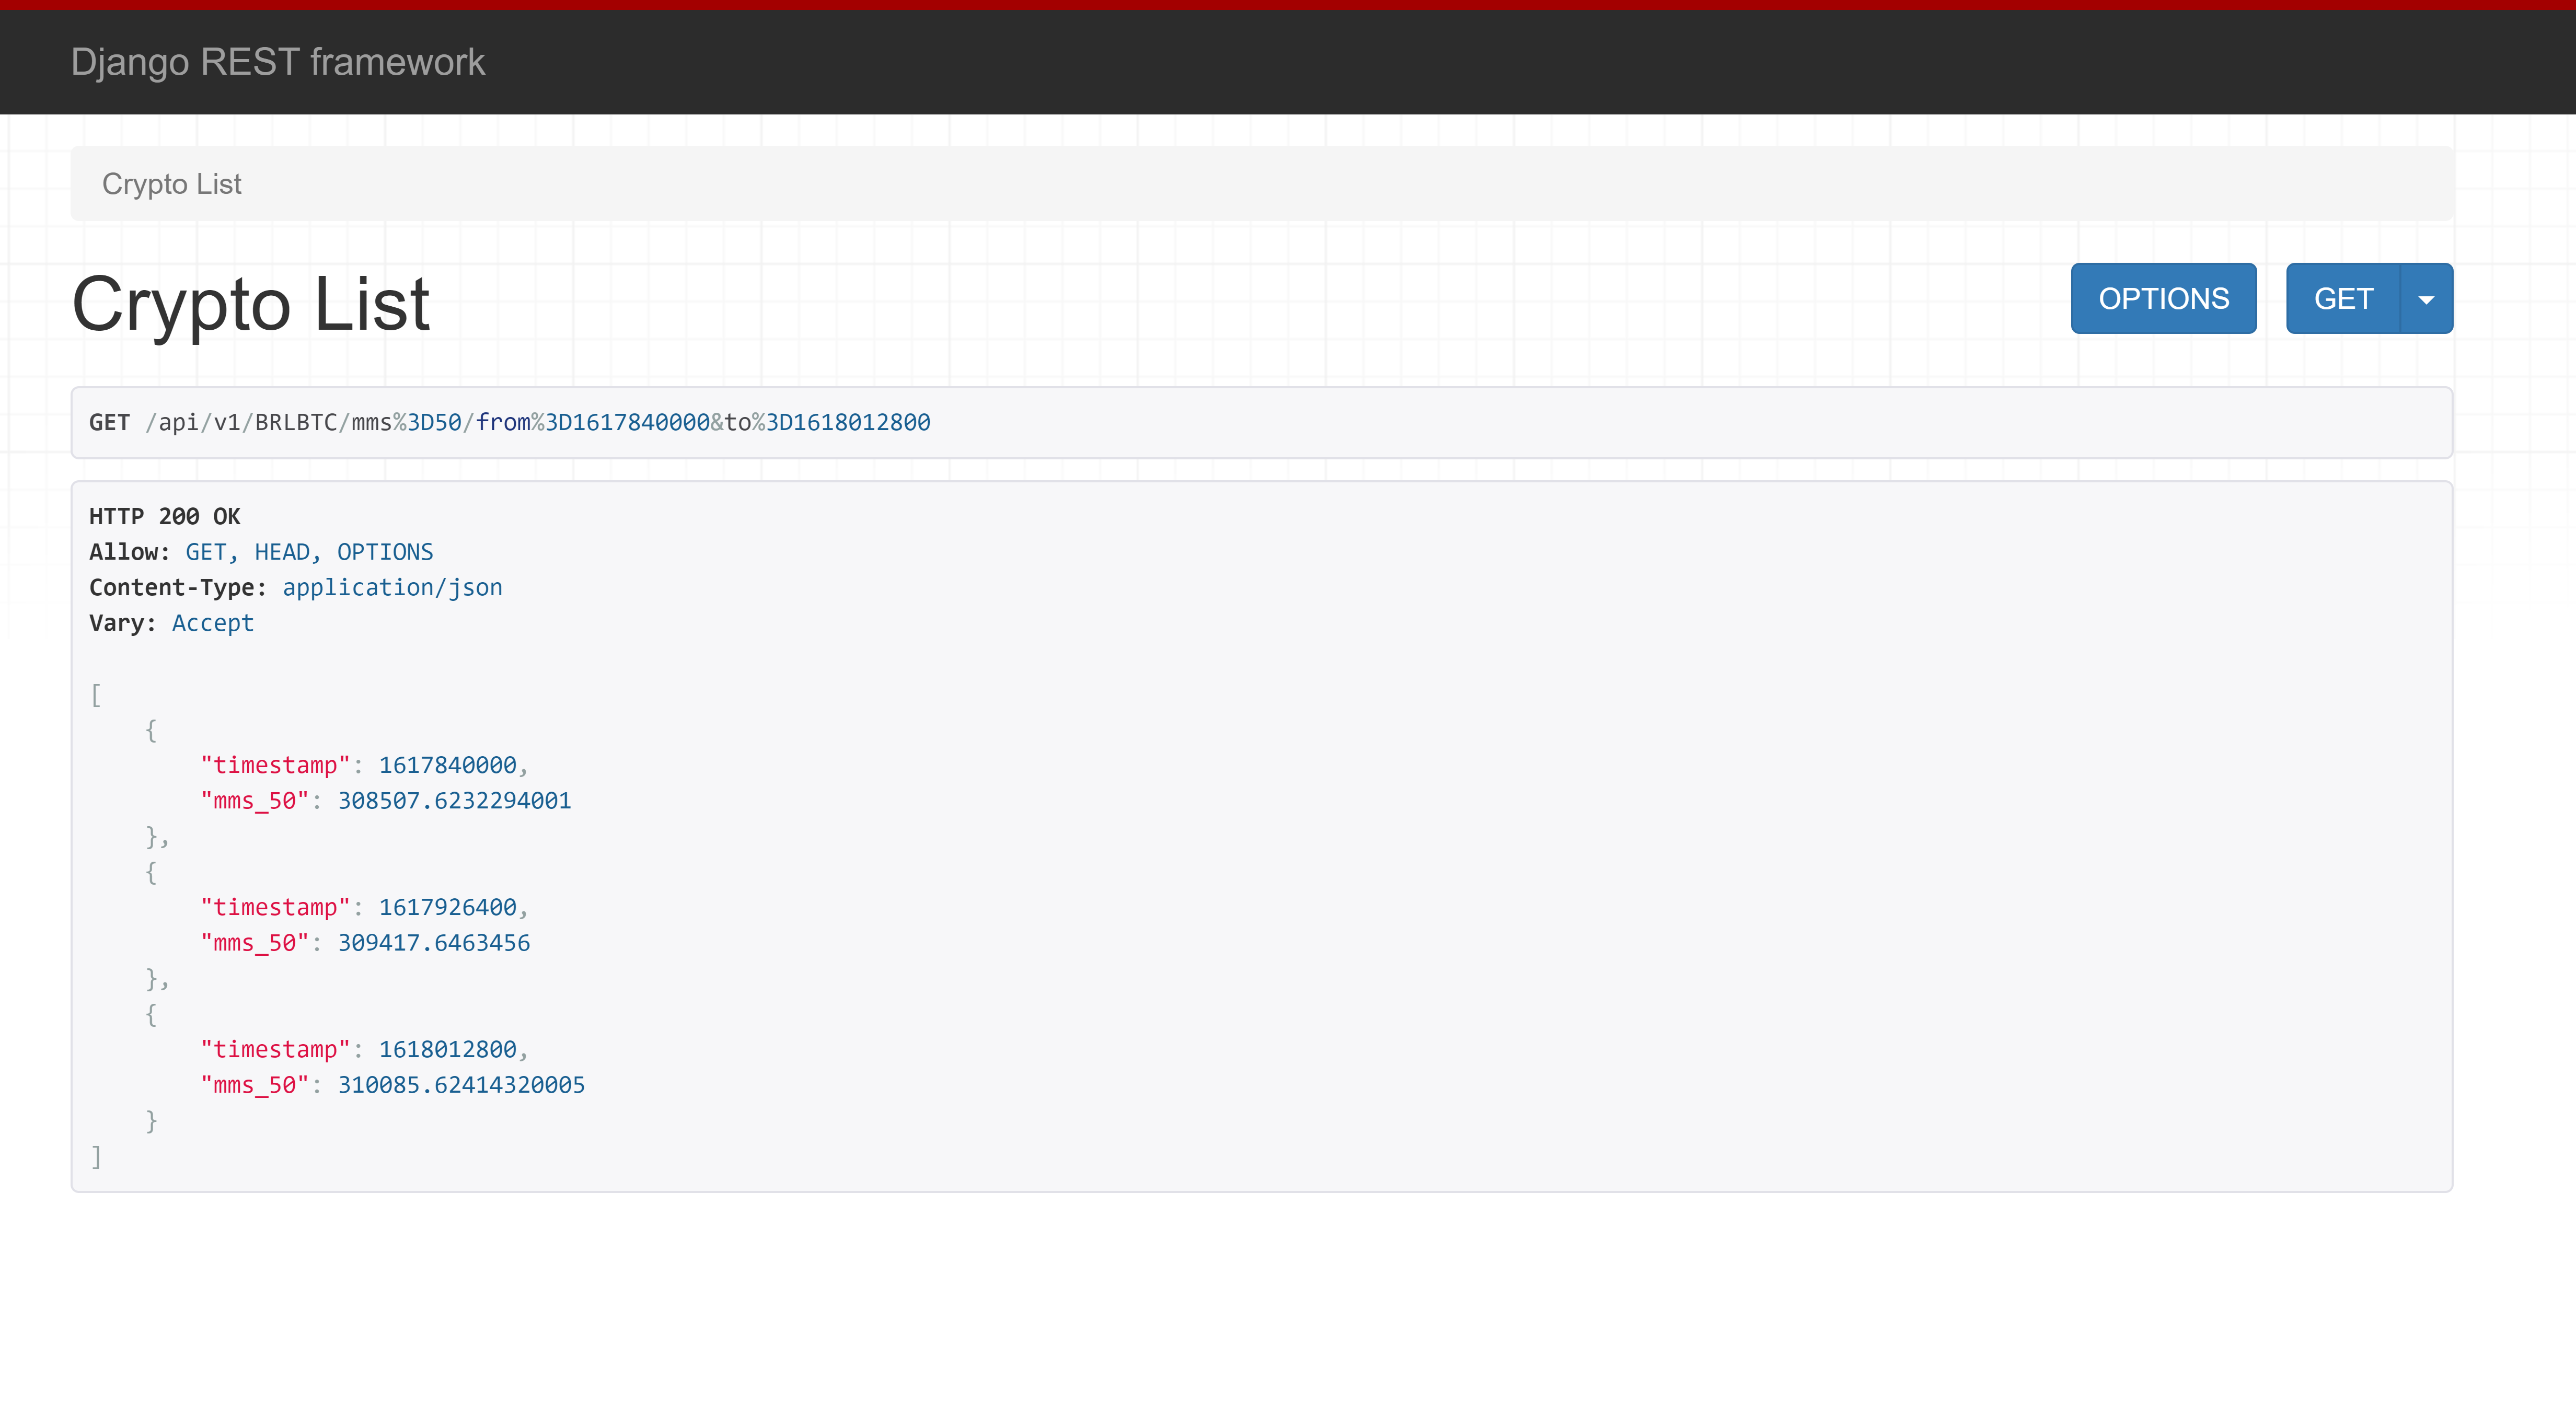 Django REST framework
Crypto List
Crypto List
OPTIONS GET
GET /api/v1/BRLBTC/mms%3D50/from%3D1617840000&to%3D1618012800
HTTP 200 OK
Allow: GET, HEAD, OPTIONS
Content-Type: application/json
Vary: Accept
[
    {
        "timestamp": 1617840000,
        "mms_50": 308507.6232294001
    },
    {
        "timestamp": 1617926400,
        "mms_50": 309417.6463456
    },
    {
        "timestamp": 1618012800,
        "mms_50": 310085.62414320005
    }
]